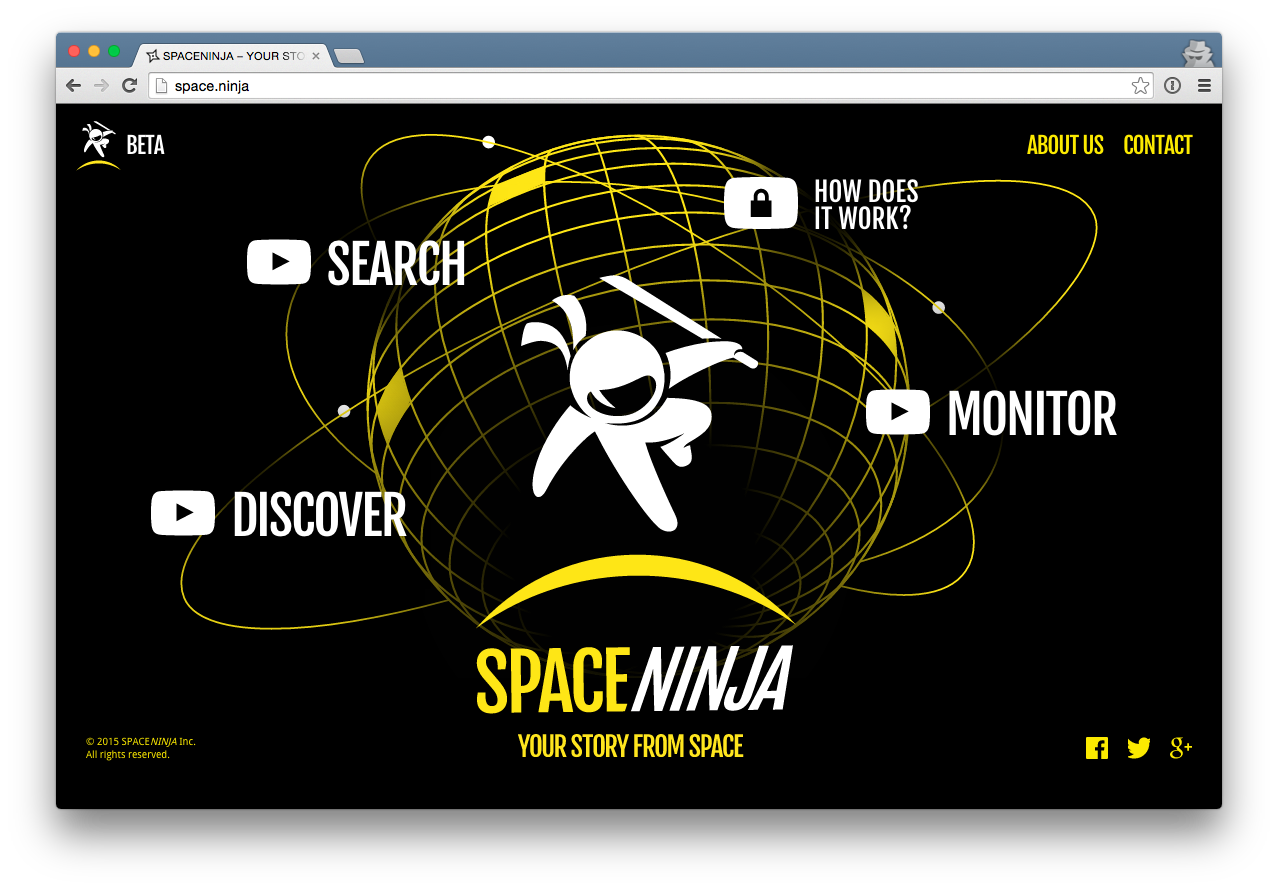 SPACENINJA – YOUR STO
space.ninja
BETA
ABOUT US
CONTACT
HOW DOES
IT WORK?
SEARCH
MONITOR
DISCOVER
SPACENINJA
YOUR STORY FROM SPACE
© 2015 SPACENINJA Inc.
All rights reserved.
g+